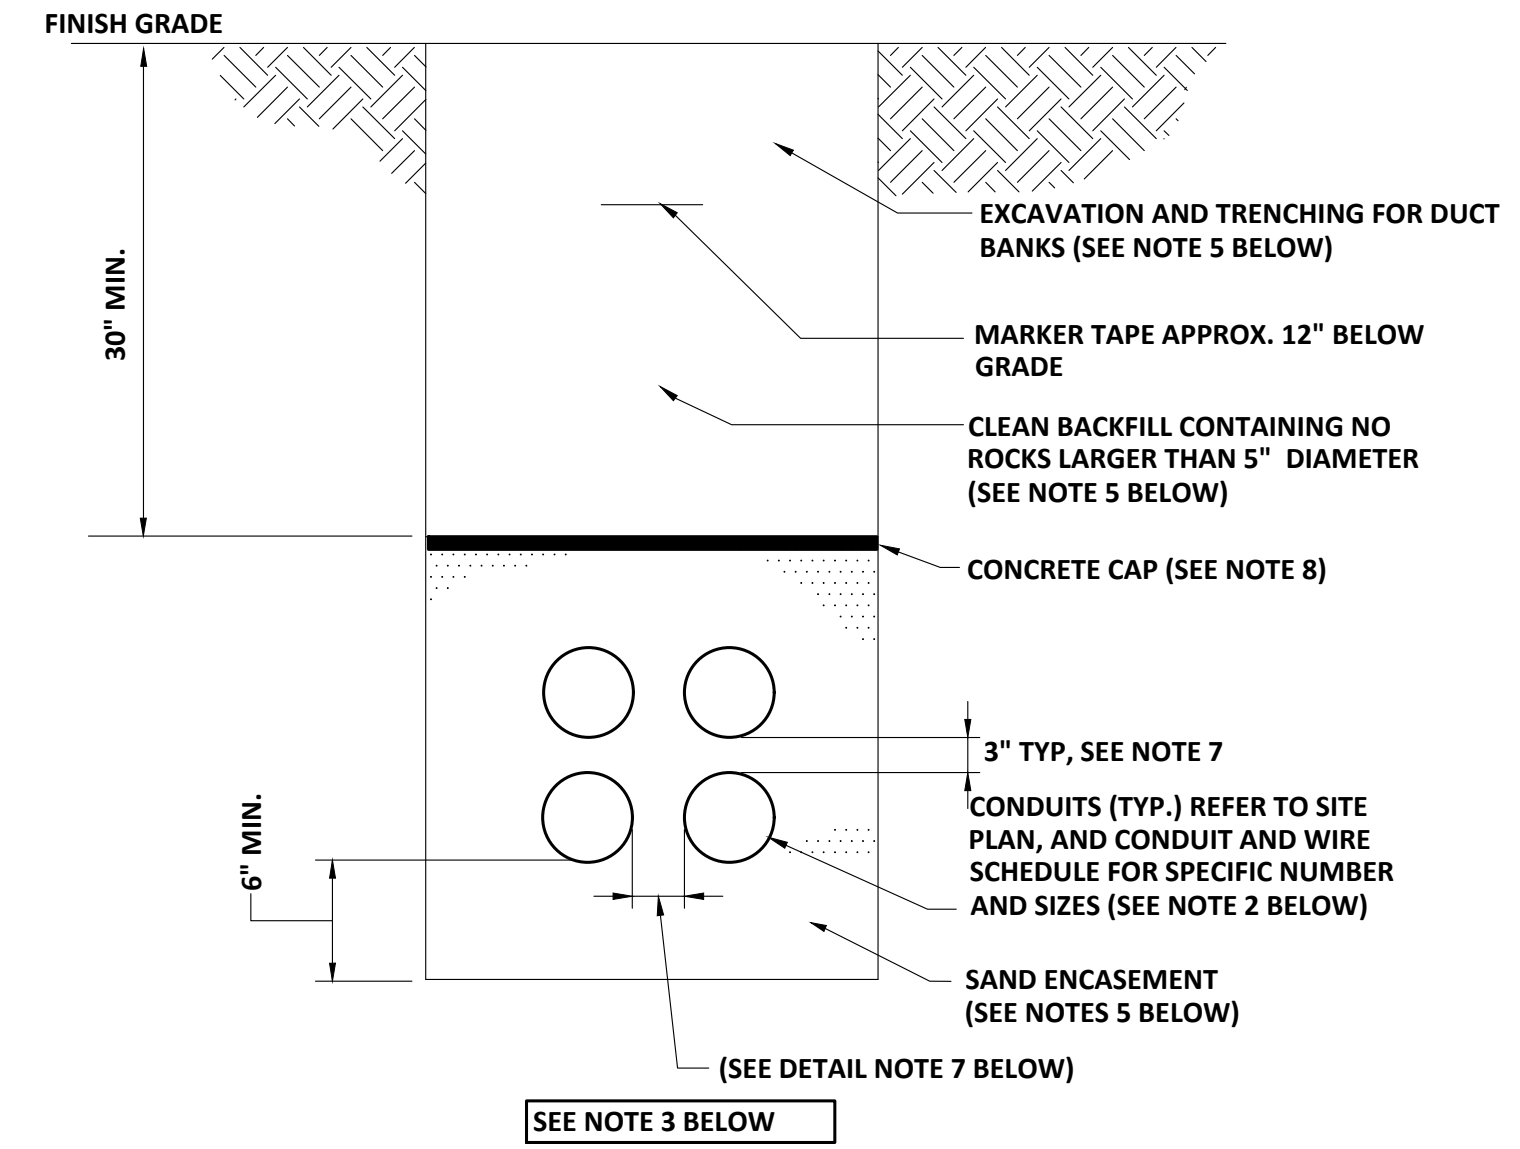 FINISH GRADE
30" MIN.
EXCAVATION AND TRENCHING FOR DUCT
BANKS (SEE NOTE 5 BELOW)
MARKER TAPE APPROX. 12" BELOW
GRADE
CLEAN BACKFILL CONTAINING NO
ROCKS LARGER THAN 5" DIAMETER
(SEE NOTE 5 BELOW)
CONCRETE CAP (SEE NOTE 8)
3" TYP, SEE NOTE 7
6" MIN.
CONDUITS (TYP.) REFER TO SITE
PLAN, AND CONDUIT AND WIRE
SCHEDULE FOR SPECIFIC NUMBER
AND SIZES (SEE NOTE 2 BELOW)
SAND ENCASEMENT
(SEE NOTES 5 BELOW)
(SEE DETAIL NOTE 7 BELOW)
SEE NOTE 3 BELOW